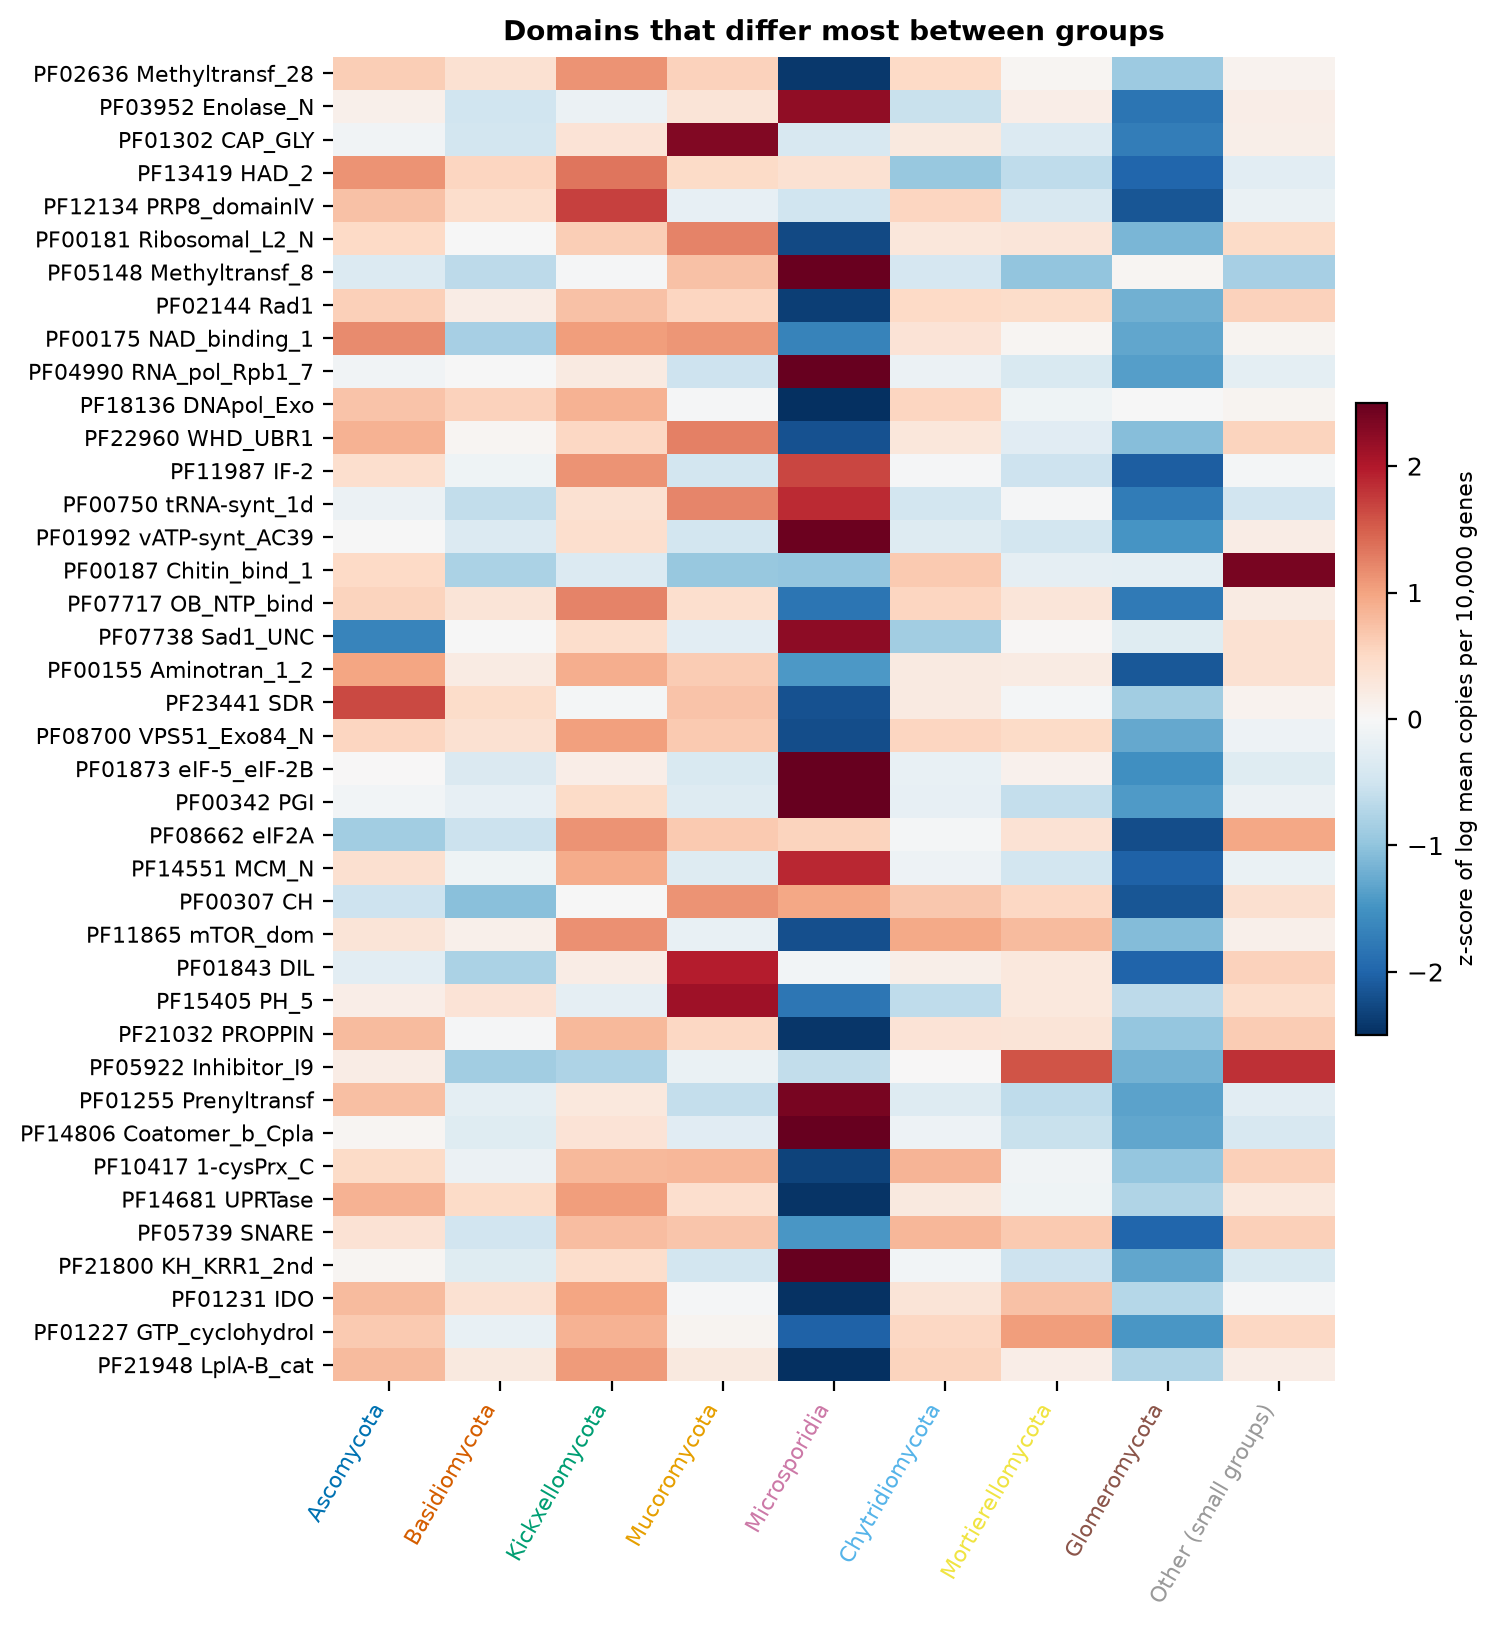 Domains that differ most between groups
PF02636 Methyltransf_28
PF03952 Enolase_N
PF01302 CAP_GLY
PF13419 HAD_2
PF12134 PRP8_domainIV
PF00181 Ribosomal_L2_N
PF05148 Methyltransf_8
PF02144 Rad1
PF00175 NAD_binding_1
PF04990 RNA_pol_Rpb1_7
PF18136 DNApol_Exo
PF22960 WHD_UBR1
PF11987 IF-2
PF00750 tRNA-synt_1d
PF01992 vATP-synt_AC39
PF00187 Chitin_bind_1
PF07717 OB_NTP_bind
PF07738 Sad1_UNC
PF00155 Aminotran_1_2
PF23441 SDR
PF08700 VPS51_Exo84_N
PF01873 eIF-5_eIF-2B
PF00342 PGI
PF08662 eIF2A
PF14551 MCM_N
PF00307 CH
PF11865 mTOR_dom
PF01843 DIL
PF15405 PH_5
PF21032 PROPPIN
PF05922 Inhibitor_I9
PF01255 Prenyltransf
PF14806 Coatomer_b_Cpla
PF10417 1-cysPrx_C
PF14681 UPRTase
PF05739 SNARE
PF21800 KH_KRR1_2nd
PF01231 IDO
PF01227 GTP_cyclohydroI
PF21948 LplA-B_cat
Ascomycota
Basidiomycota
Kickxellomycota
Mucoromycota
Microsporidia
Chytridiomycota
Mortierellomycota
Glomeromycota
Other (small groups)
2
1
0
−1
−2
z-score of log mean copies per 10,000 genes